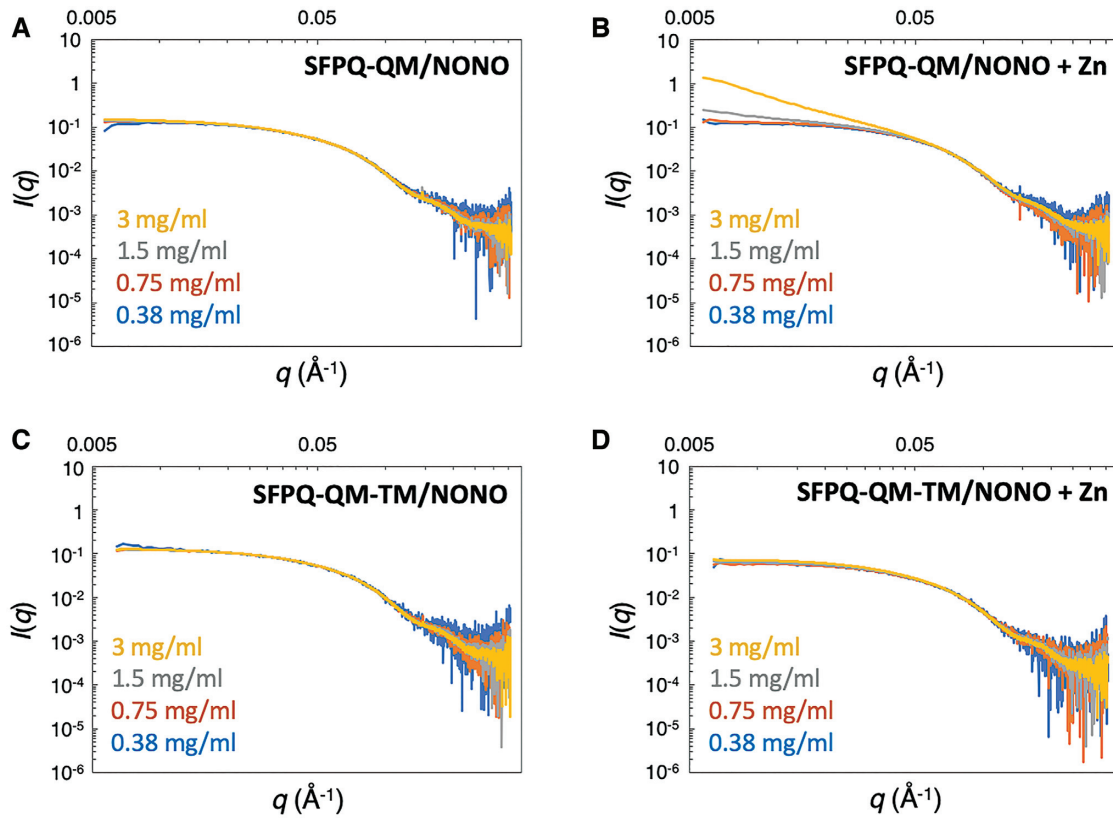 A
0.005 0.05
SFPQ-QM/NONO
10
1
10-1
10-2
10-3
10-4
10-5
10-6
I(q)
3 mg/ml
1.5 mg/ml
0.75 mg/ml
0.38 mg/ml
q (Å-1)
B
0.005 0.05
SFPQ-QM/NONO + Zn
10
1
10-1
10-2
10-3
10-4
10-5
10-6
I(q)
3 mg/ml
1.5 mg/ml
0.75 mg/ml
0.38 mg/ml
q (Å-1)
C
0.005 0.05
SFPQ-QM-TM/NONO
10
1
10-1
10-2
10-3
10-4
10-5
10-6
I(q)
3 mg/ml
1.5 mg/ml
0.75 mg/ml
0.38 mg/ml
q (Å-1)
D
0.005 0.05
SFPQ-QM-TM/NONO + Zn
10
1
10-1
10-2
10-3
10-4
10-5
10-6
I(q)
3 mg/ml
1.5 mg/ml
0.75 mg/ml
0.38 mg/ml
q (Å-1)